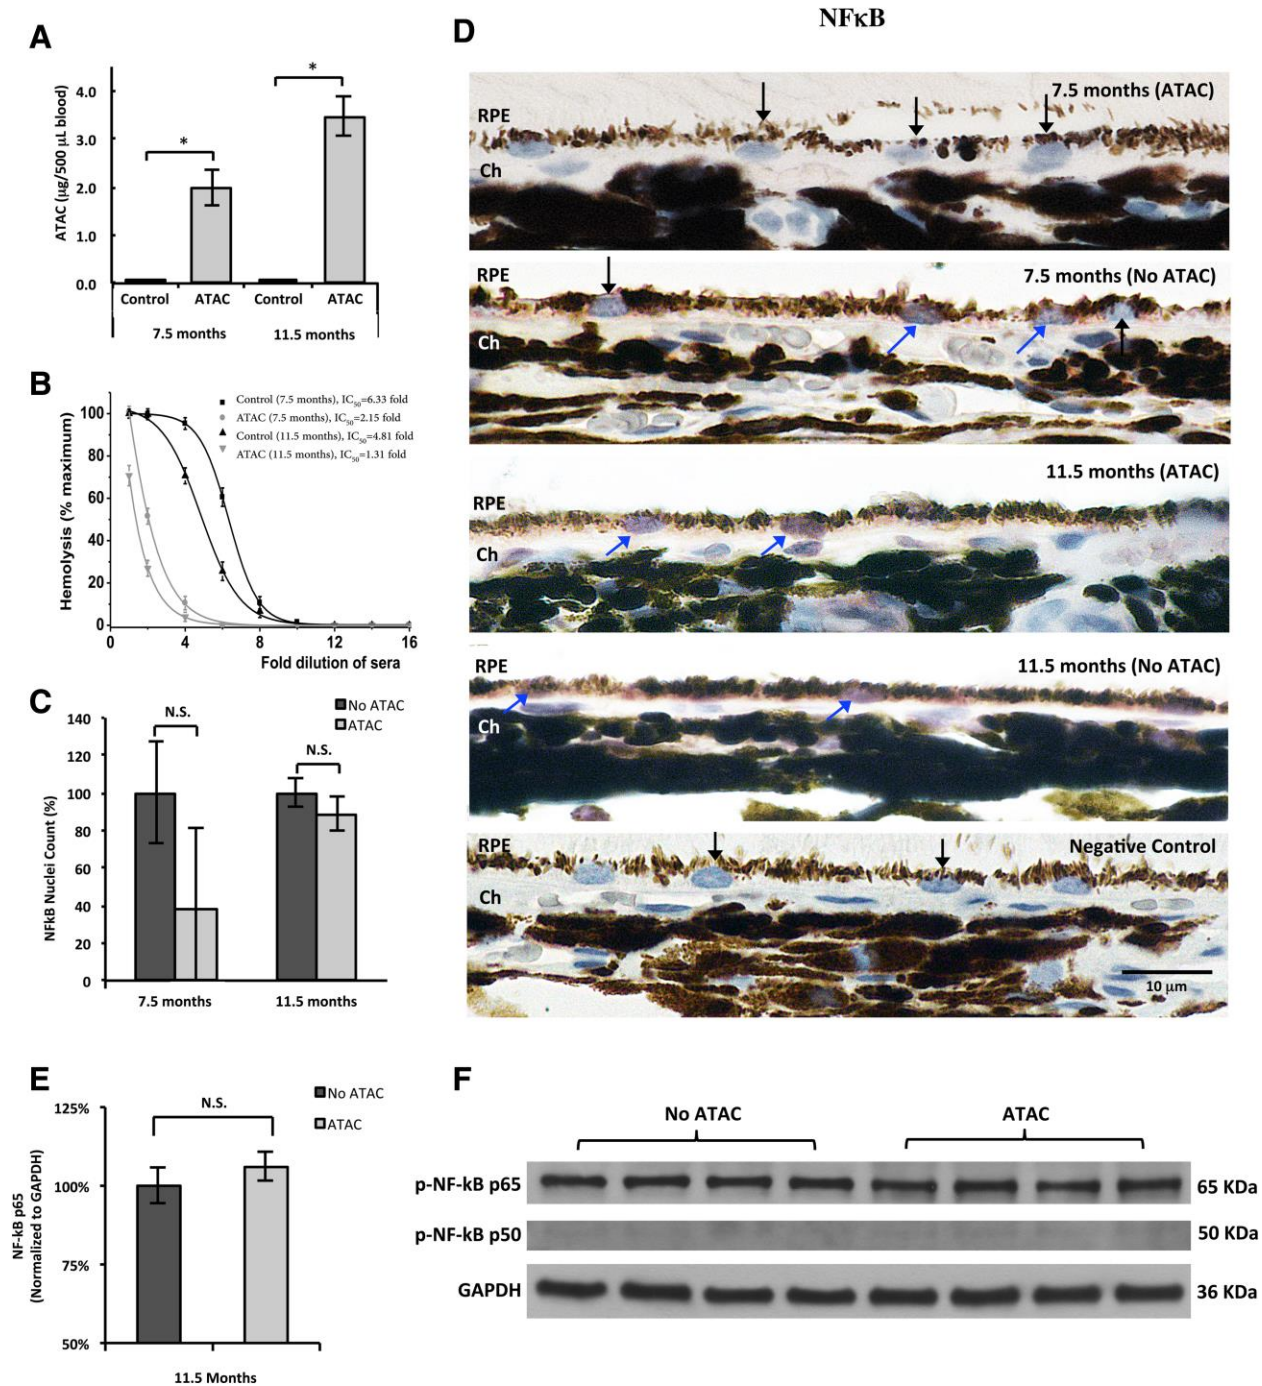 A
ATAC (µg/500 µL blood)
4.0
3.0
2.0
1.0
0.0
*
*
Control
ATAC
Control
ATAC
7.5 months
11.5 months
B
Hemolysis (% maximum)
100
80
60
40
20
0
Control (7.5 months), IC50=6.33 fold
ATAC (7.5 months), IC50=2.15 fold
Control (11.5 months), IC50=4.81 fold
ATAC (11.5 months), IC50=1.31 fold
0
4
8
12
16
Fold dilution of sera
C
NFkB Nuclei Count (%)
140
120
100
80
60
40
20
0
N.S.
N.S.
No ATAC
ATAC
7.5 months
11.5 months
D
NFκB
7.5 months (ATAC)
RPE
Ch
7.5 months (No ATAC)
RPE
Ch
11.5 months (ATAC)
RPE
Ch
11.5 months (No ATAC)
RPE
Ch
Negative Control
RPE
Ch
10 µm
E
NF-kB p65
(Normalized to GAPDH)
125%
100%
75%
50%
N.S.
No ATAC
ATAC
11.5 Months
F
No ATAC
ATAC
p-NF-kB p65
65 KDa
p-NF-kB p50
50 KDa
GAPDH
36 KDa